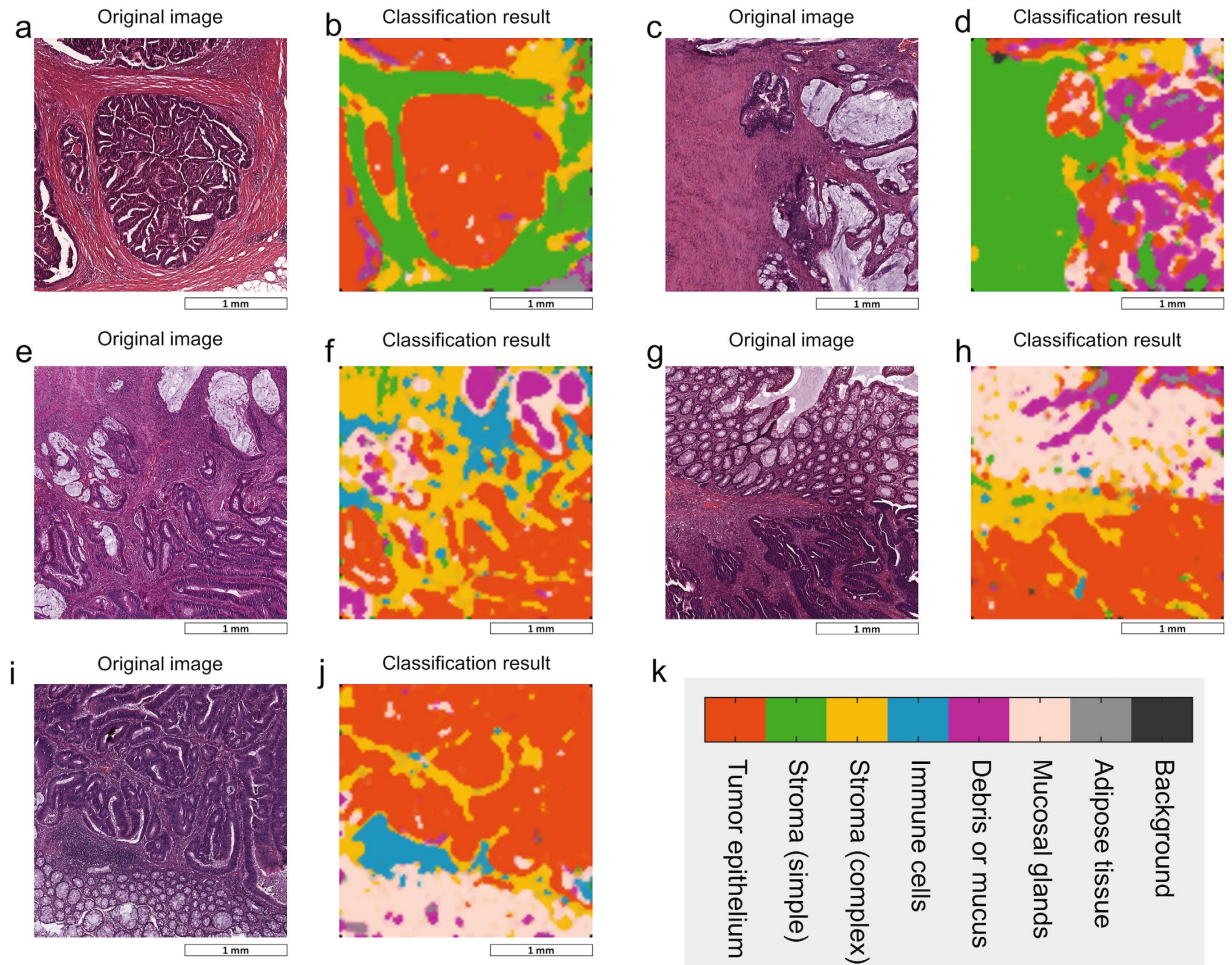 a Original image
b Classification result
c Original image
d Classification result
1 mm
1 mm
1 mm
1 mm
e Original image
f Classification result
g Original image
h Classification result
1 mm
1 mm
1 mm
1 mm
i Original image
j Classification result
k
1 mm
1 mm
Tumor epithelium
Stroma (simple)
Stroma (complex)
Immune cells
Debris or mucus
Mucosal glands
Adipose tissue
Background